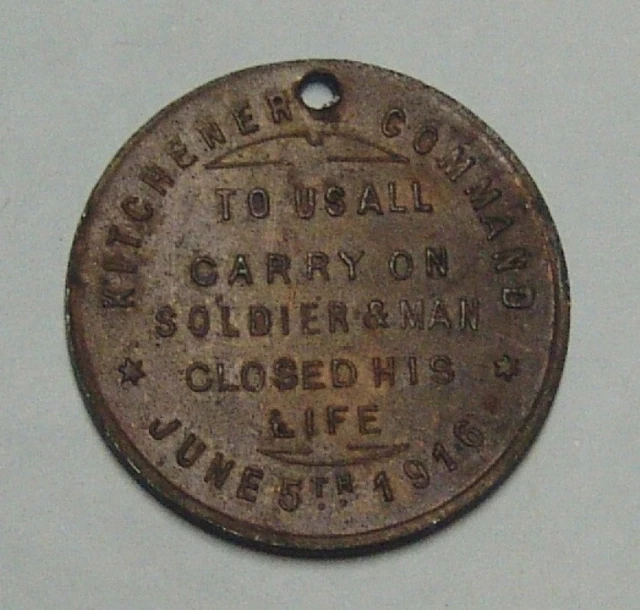 KITCHENER COMMAND
TO US ALL
CARRY ON
SOLDIER & MAN
CLOSED HIS
LIFE
JUNE 5TH 1916